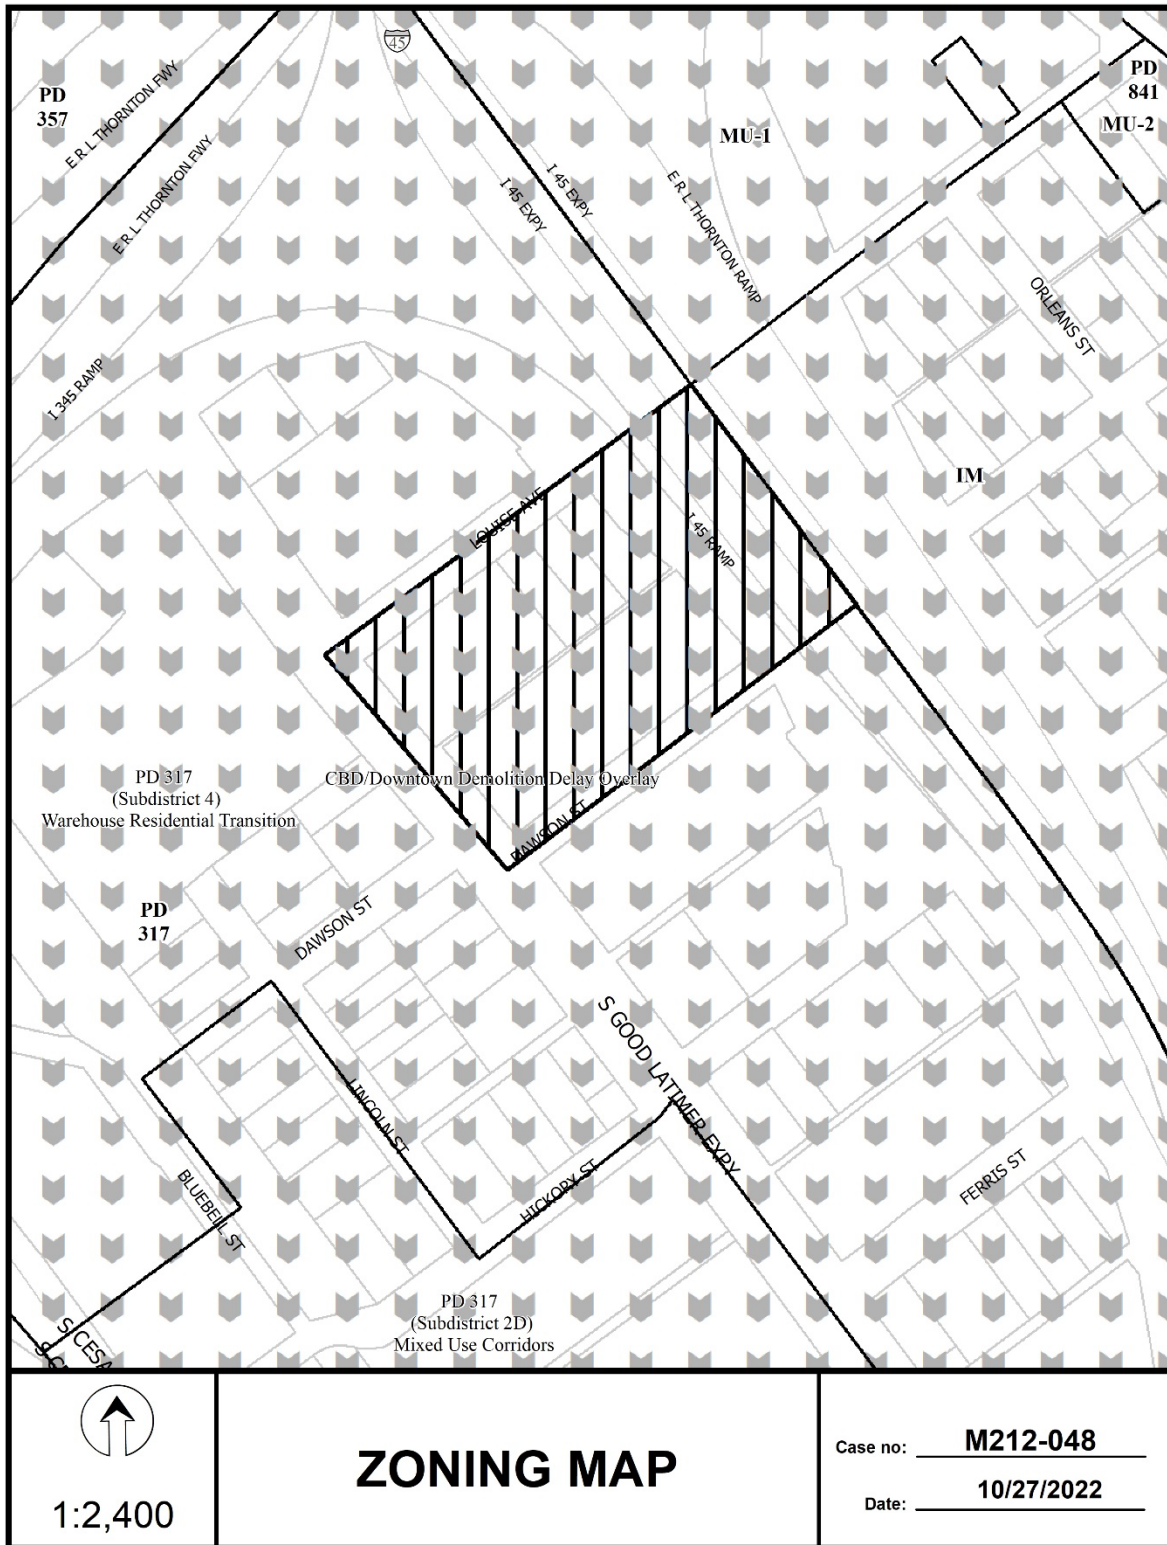 45
PD
357
E R L THORNTON FWY
E R L THORNTON FWY
I 45 EXPY
I 45 EXPY
MU-1
E R L THORNTON RAMP
PD
841
MU-2
ORLEANS ST
I 345 RAMP
IM
LOUISE AVE
I 45 RAMP
PD 317
(Subdistrict 4)
Warehouse Residential Transition
CBD/Downtown Demolition Delay Overlay
DAWSON ST
PD
317
DAWSON ST
S GOOD LATIMER EXPY
LINCOLN ST
HICKORY ST
BLUEBELL ST
FERRIS ST
PD 317
(Subdistrict 2D)
Mixed Use Corridors
S CESA
1:2,400
ZONING MAP
Case no: M212-048
Date: 10/27/2022